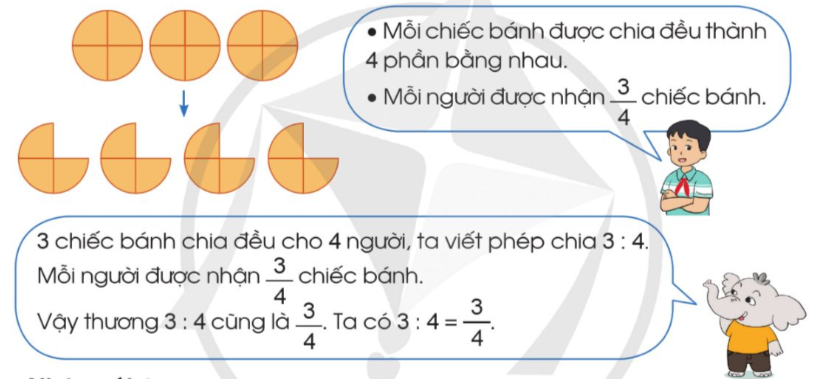 • Mỗi chiếc bánh được chia đều thành
4 phần bằng nhau.
• Mỗi người được nhận 3/4 chiếc bánh.
3 chiếc bánh chia đều cho 4 người, ta viết phép chia 3 : 4.
Mỗi người được nhận 3/4 chiếc bánh.
Vậy thương 3 : 4 cũng là 3/4. Ta có 3 : 4 = 3/4.